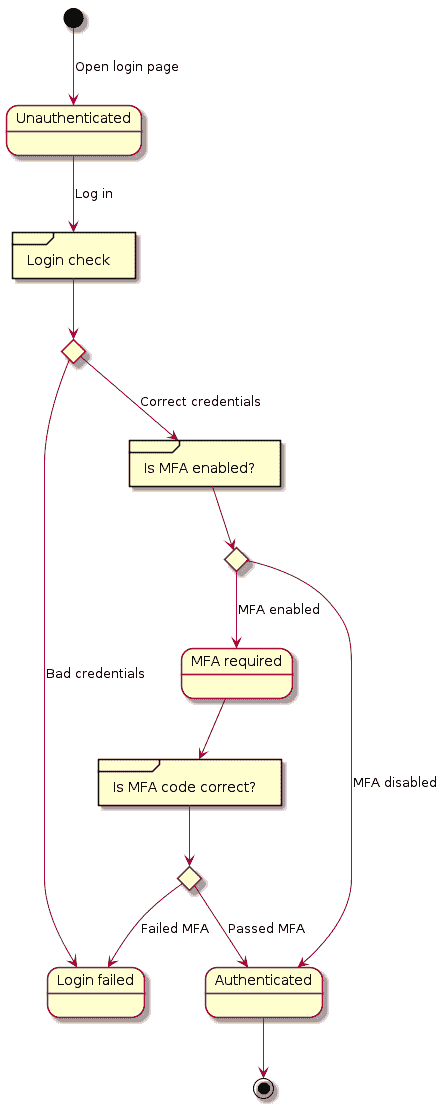 Open login page
Unauthenticated
Log in
Login check
Correct credentials
Is MFA enabled?
MFA enabled
MFA required
Bad credentials
MFA disabled
Is MFA code correct?
Failed MFA
Passed MFA
Login failed
Authenticated